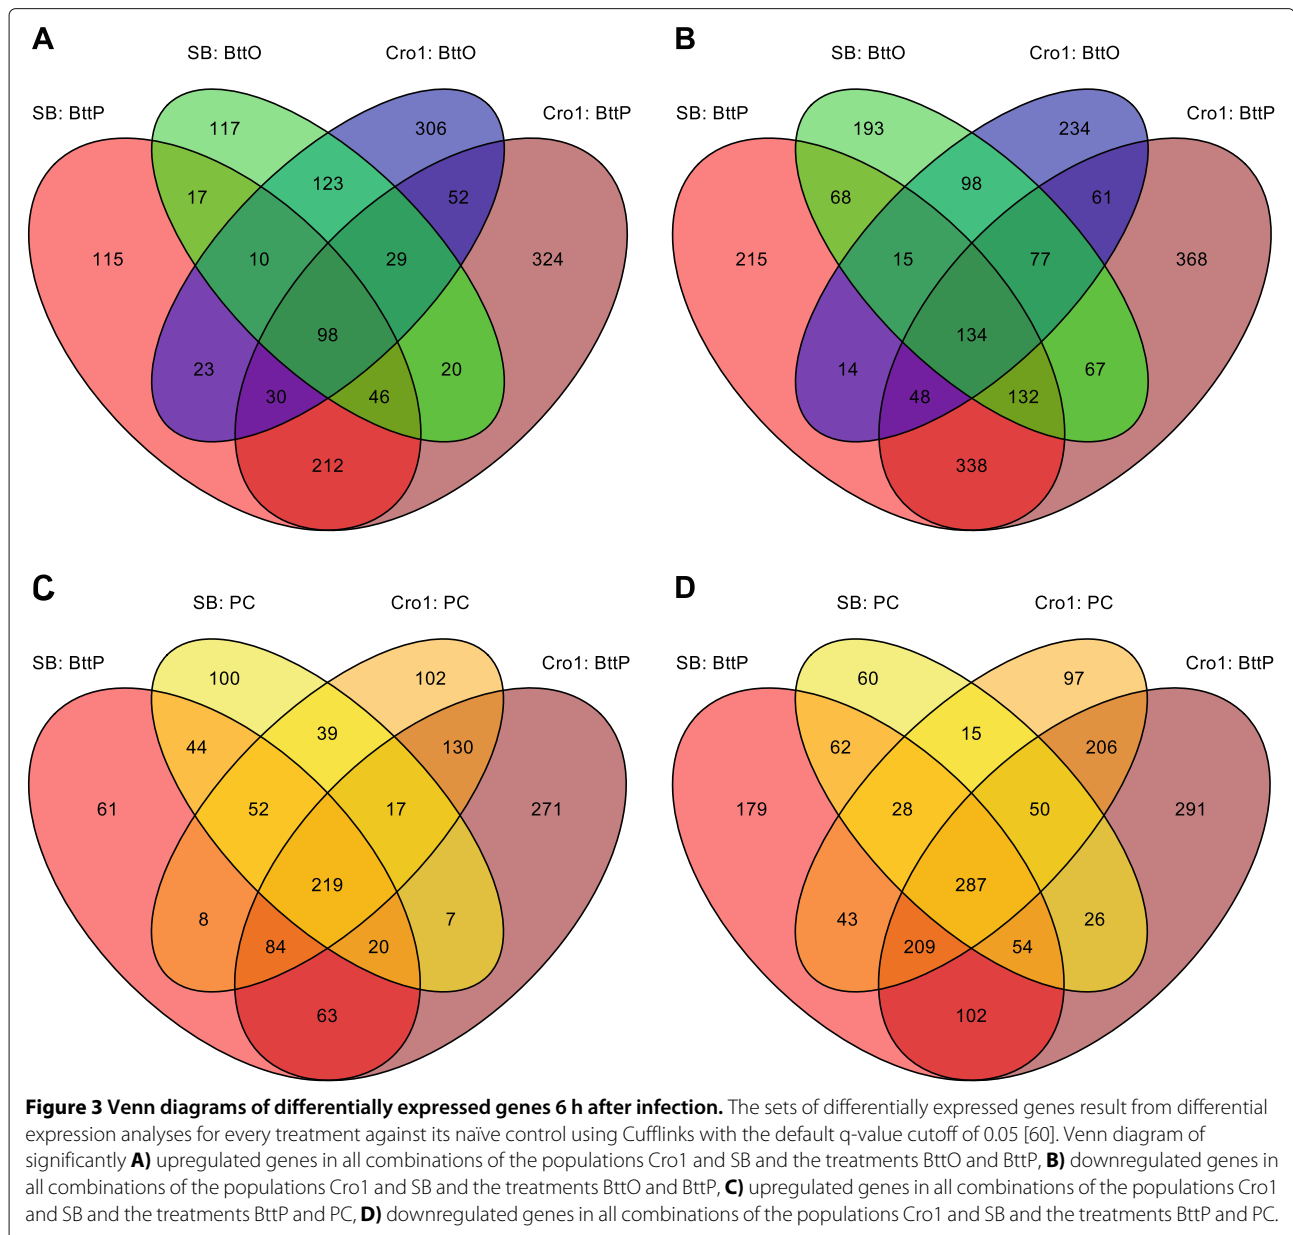 A
B
SB: BttO
Cro1: BttO
SB: BttO
Cro1: BttO
SB: BttP
Cro1: BttP
SB: BttP
Cro1: BttP
117
306
193
234
17
123
52
68
98
61
115
10
29
324
215
15
77
368
98
134
23
20
14
67
30
46
48
132
212
338
C
D
SB: PC
Cro1: PC
SB: PC
Cro1: PC
SB: BttP
Cro1: BttP
SB: BttP
Cro1: BttP
100
102
60
97
44
39
130
62
15
206
61
52
17
271
179
28
50
291
219
287
8
7
43
26
84
20
209
54
63
102
Figure 3 Venn diagrams of differentially expressed genes 6 h after infection. The sets of differentially expressed genes result from differential
expression analyses for every treatment against its naïve control using Cufflinks with the default q-value cutoff of 0.05 [60]. Venn diagram of
significantly A) upregulated genes in all combinations of the populations Cro1 and SB and the treatments BttO and BttP, B) downregulated genes in
all combinations of the populations Cro1 and SB and the treatments BttO and BttP, C) upregulated genes in all combinations of the populations Cro1
and SB and the treatments BttP and PC, D) downregulated genes in all combinations of the populations Cro1 and SB and the treatments BttP and PC.